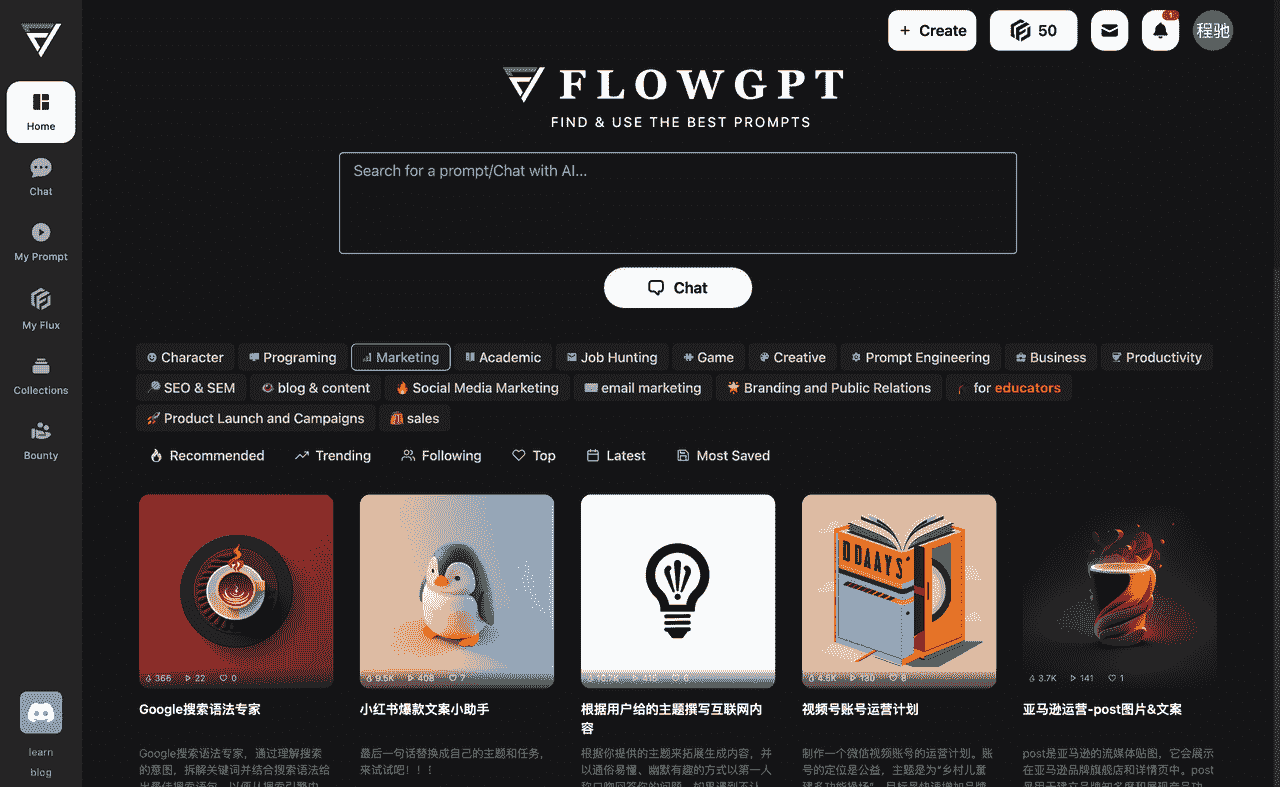 + Create
50
1
程驰
FLOWGPT
FIND & USE THE BEST PROMPTS
Home
Chat
My Prompt
My Flux
Collections
Bounty
learn
blog
Search for a prompt/Chat with AI...
Chat
Character
Programing
Marketing
Academic
Job Hunting
Game
Creative
Prompt Engineering
Business
Productivity
SEO & SEM
blog & content
Social Media Marketing
email marketing
Branding and Public Relations
for educators
Product Launch and Campaigns
sales
Recommended
Trending
Following
Top
Latest
Most Saved
366 22 0
9.5K 408 7
10.7K 415 6
DDAAYS
4.6K 130 8
3.7K 141 1
Google搜索语法专家
Google搜索语法专家，通过理解搜索
的意图，拆解关键词并结合搜索语法给
小红书爆款文案小助手
最后一句话替换成自己的主题和任务，
来试试吧！！！
根据用户给的主题撰写互联网内
容
根据你提供的主题来拓展生成内容，并
以通俗易懂、幽默有趣的方式以第一人
视频号账号运营计划
制作一个微信视频账号的运营计划。账
号的定位是公益，主题是为“乡村儿童
亚马逊运营-post图片&文案
post是亚马逊的流媒体贴图，它会展示
在亚马逊品牌旗舰店和详情页中。post